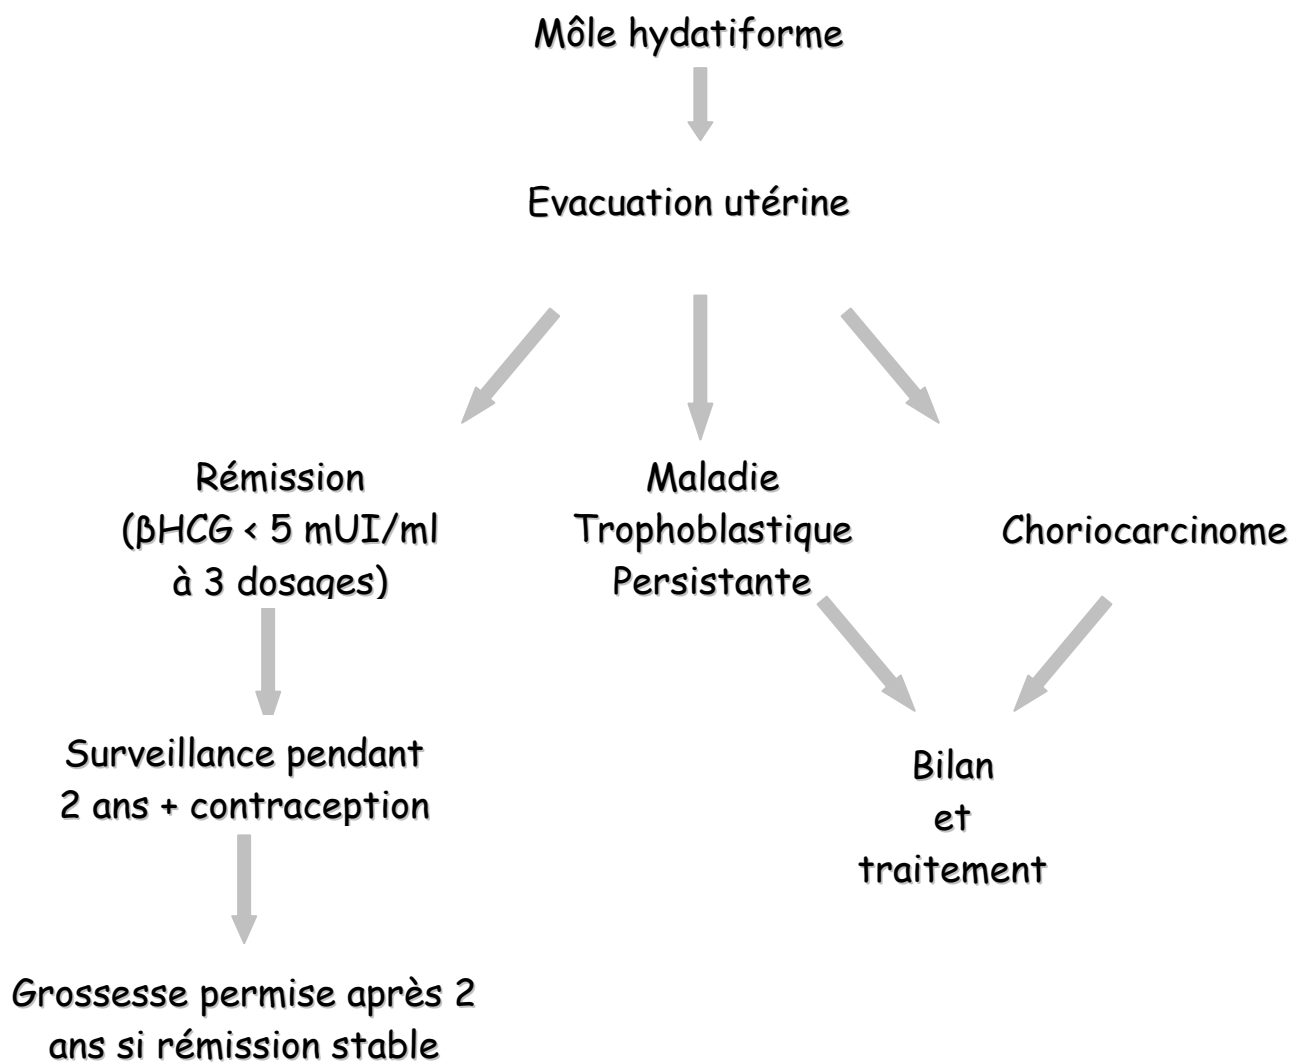 Môle hydatiforme
Evacuation utérine
Rémission
(βHCG < 5 mUI/ml
à 3 dosages)
Maladie
Trophoblastique
Persistante
Choriocarcinome
Surveillance pendant
2 ans + contraception
Bilan
et
traitement
Grossesse permise après 2
ans si rémission stable